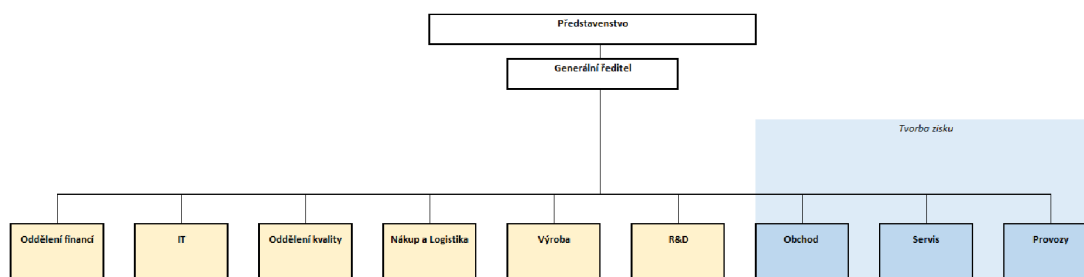 Představenstvo
Generální ředitel
Tvorba zisku
Oddělení financí
IT
Oddělení kvality
Nákup a Logistika
Výroba
R&D
Obchod
Servis
Provozy